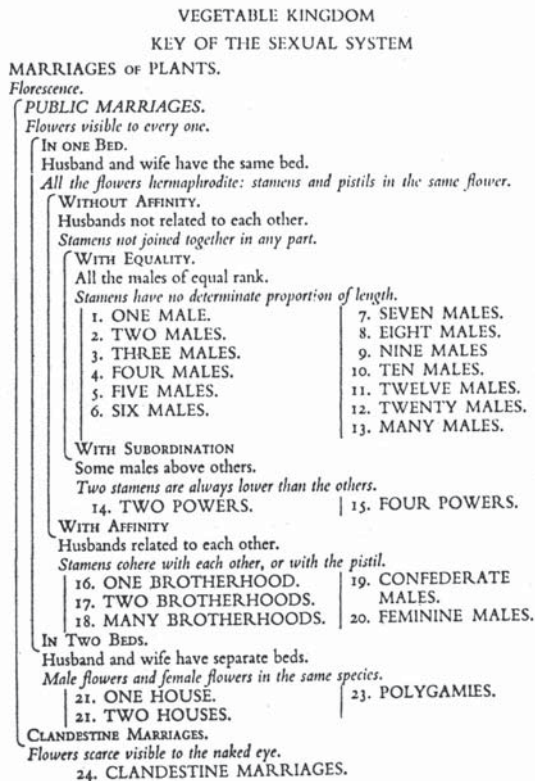 VEGETABLE KINGDOM
KEY OF THE SEXUAL SYSTEM
MARRIAGES OF PLANTS.
Florescence.
PUBLIC MARRIAGES.
Flowers visible to every one.
IN ONE BED.
Husband and wife have the same bed.
All the flowers hermaphrodite: stamens and pistils in the same flower.
WITHOUT AFFINITY.
Husbands not related to each other.
Stamens not joined together in any part.
WITH EQUALITY.
All the males of equal rank.
Stamens have no determinate proportion of length.
1. ONE MALE.
2. TWO MALES.
3. THREE MALES.
4. FOUR MALES.
5. FIVE MALES.
6. SIX MALES.
7. SEVEN MALES.
8. EIGHT MALES.
9. NINE MALES
10. TEN MALES.
11. TWELVE MALES.
12. TWENTY MALES.
13. MANY MALES.
WITH SUBORDINATION
Some males above others.
Two stamens are always lower than the others.
14. TWO POWERS.
15. FOUR POWERS.
WITH AFFINITY
Husbands related to each other.
Stamens cohere with each other, or with the pistil.
16. ONE BROTHERHOOD.
17. TWO BROTHERHOODS.
18. MANY BROTHERHOODS.
19. CONFEDERATE
MALES.
20. FEMININE MALES.
IN TWO BEDS.
Husband and wife have separate beds.
Male flowers and female flowers in the same species.
21. ONE HOUSE.
21. TWO HOUSES.
23. POLYGAMIES.
CLANDESTINE MARRIAGES.
Flowers scarce visible to the naked eye.
24. CLANDESTINE MARRIAGES.